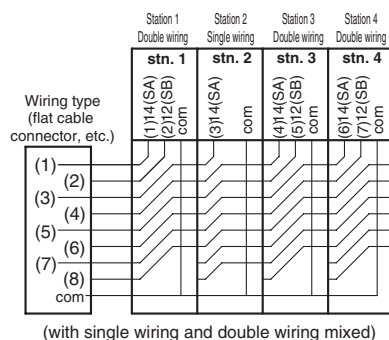 Station 1 Station 2 Station 3 Station 4
Double wiring Single wiring Double wiring Double wiring
stn. 1 stn. 2 stn. 3 stn. 4
(1)14(SA)
(2)12(SB)
com
(3)14(SA)
com
(4)14(SA)
(5)12(SB)
com
(6)14(SA)
(7)12(SB)
com
Wiring type
(flat cable
connector, etc.)
(1)
(2)
(3)
(4)
(5)
(6)
(7)
(8)
com
(with single wiring and double wiring mixed)